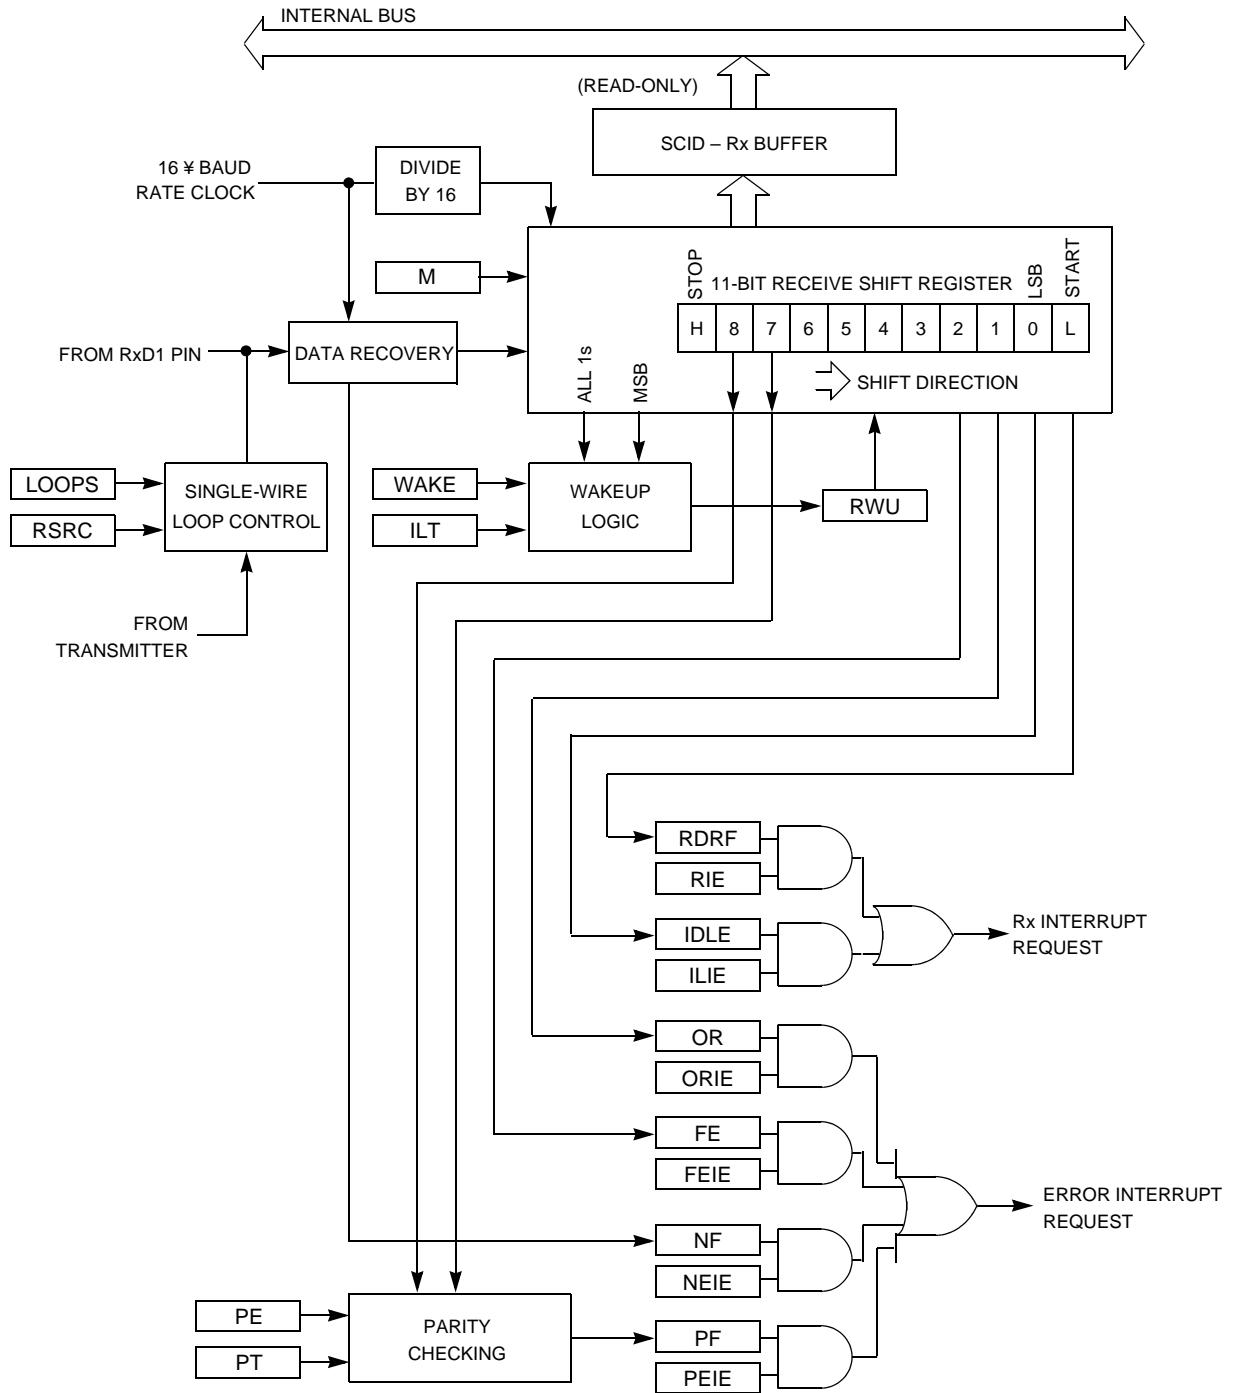 INTERNAL BUS
(READ-ONLY)
SCID – Rx BUFFER
16 ¥ BAUD
RATE CLOCK
DIVIDE
BY 16
M
STOP
11-BIT RECEIVE SHIFT REGISTER
LSB
START
H 8 7 6 5 4 3 2 1 0 L
FROM RxD1 PIN
DATA RECOVERY
ALL 1s
MSB
SHIFT DIRECTION
LOOPS
RSRC
SINGLE-WIRE
LOOP CONTROL
WAKE
ILT
WAKEUP
LOGIC
RWU
FROM
TRANSMITTER
RDRF
RIE
IDLE
ILIE
Rx INTERRUPT
REQUEST
OR
ORIE
FE
FEIE
ERROR INTERRUPT
REQUEST
NF
NEIE
PE
PT
PARITY
CHECKING
PF
PEIE